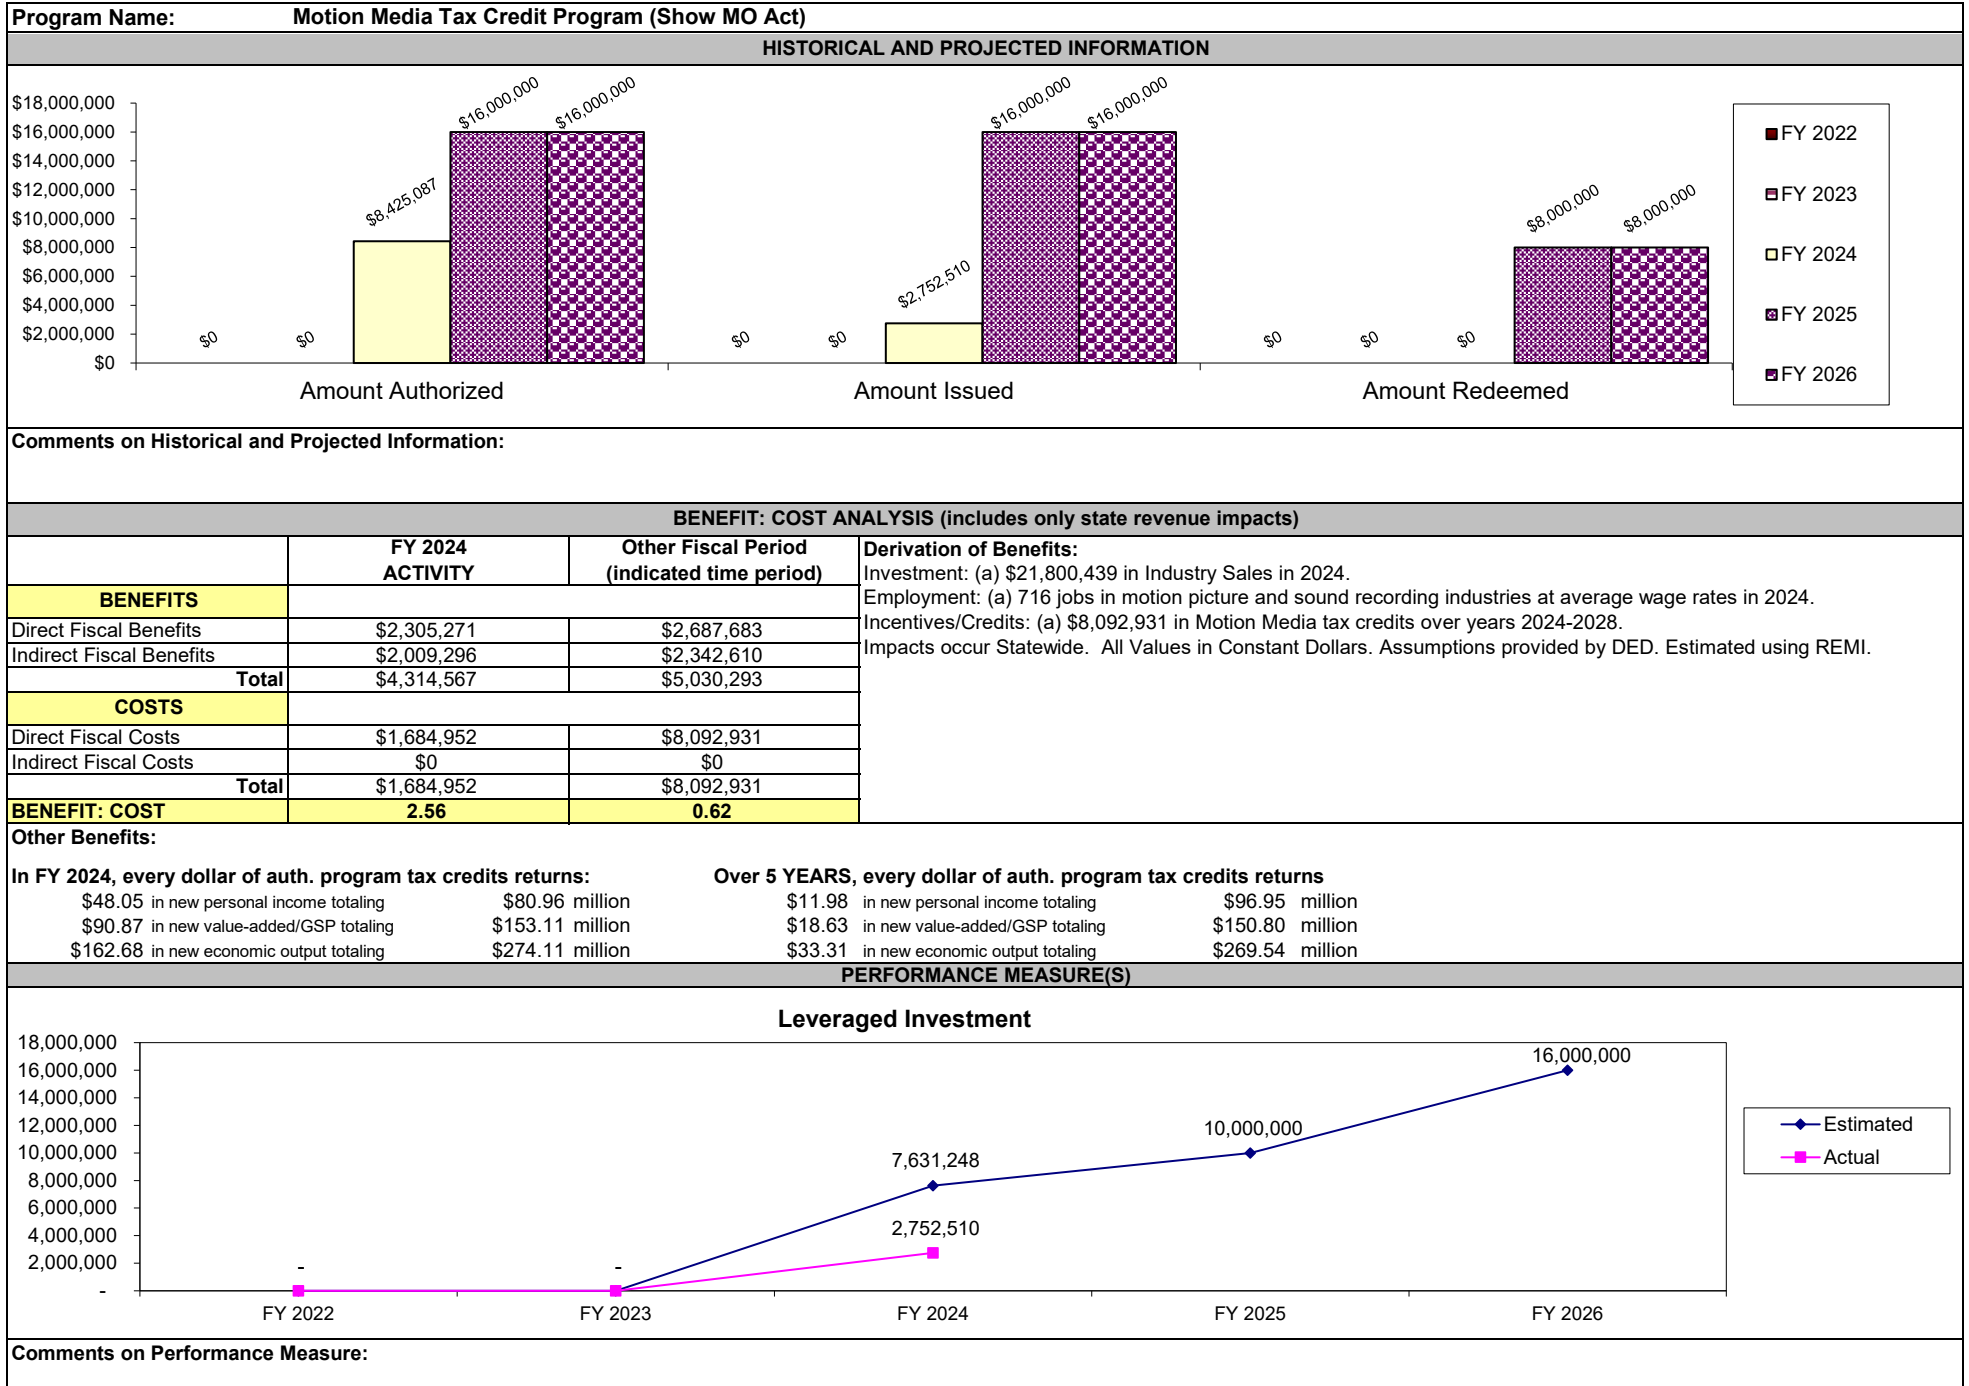 Program Name: Motion Media Tax Credit Program (Show MO Act)
HISTORICAL AND PROJECTED INFORMATION
$18,000,000
$16,000,000
$14,000,000
$12,000,000
$10,000,000
$8,000,000
$6,000,000
$4,000,000
$2,000,000
$0
$0 $0 $8,425,087 $16,000,000 $16,000,000
$0 $0 $2,752,510 $16,000,000 $16,000,000
$0 $0 $0 $8,000,000 $8,000,000
Amount Authorized Amount Issued Amount Redeemed
FY 2022
FY 2023
FY 2024
FY 2025
FY 2026
Comments on Historical and Projected Information:
BENEFIT: COST ANALYSIS (includes only state revenue impacts)
FY 2024 Other Fiscal Period
ACTIVITY (indicated time period)
BENEFITS
Direct Fiscal Benefits $2,305,271 $2,687,683
Indirect Fiscal Benefits $2,009,296 $2,342,610
Total $4,314,567 $5,030,293
COSTS
Direct Fiscal Costs $1,684,952 $8,092,931
Indirect Fiscal Costs $0 $0
Total $1,684,952 $8,092,931
BENEFIT: COST 2.56 0.62
Derivation of Benefits:
Investment: (a) $21,800,439 in Industry Sales in 2024.
Employment: (a) 716 jobs in motion picture and sound recording industries at average wage rates in 2024.
Incentives/Credits: (a) $8,092,931 in Motion Media tax credits over years 2024-2028.
Impacts occur Statewide. All Values in Constant Dollars. Assumptions provided by DED. Estimated using REMI.
Other Benefits:
In FY 2024, every dollar of auth. program tax credits returns: Over 5 YEARS, every dollar of auth. program tax credits returns
$48.05 in new personal income totaling $80.96 million $11.98 in new personal income totaling $96.95 million
$90.87 in new value-added/GSP totaling $153.11 million $18.63 in new value-added/GSP totaling $150.80 million
$162.68 in new economic output totaling $274.11 million $33.31 in new economic output totaling $269.54 million
PERFORMANCE MEASURE(S)
Leveraged Investment
18,000,000
16,000,000
14,000,000
12,000,000
10,000,000
8,000,000
6,000,000
4,000,000
2,000,000
-
- - 7,631,248 10,000,000 16,000,000
2,752,510
FY 2022 FY 2023 FY 2024 FY 2025 FY 2026
Estimated
Actual
Comments on Performance Measure: